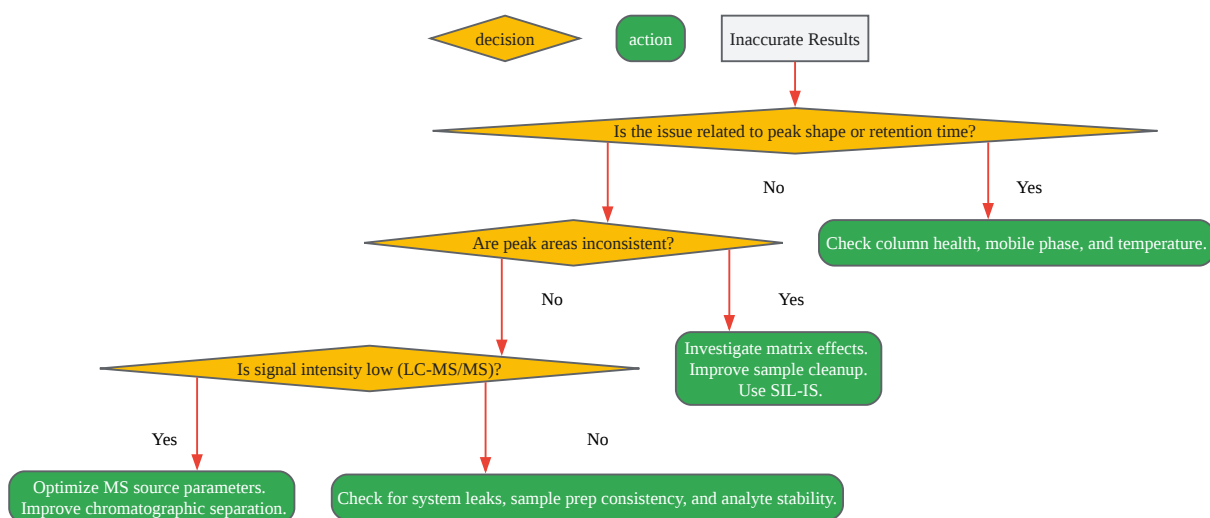 decision
action
Inaccurate Results
Is the issue related to peak shape or retention time?
No
Yes
Are peak areas inconsistent?
Check column health, mobile phase, and temperature.
No
Yes
Investigate matrix effects.
Improve sample cleanup.
Use SIL-IS.
Is signal intensity low (LC-MS/MS)?
Yes
No
Optimize MS source parameters.
Improve chromatographic separation.
Check for system leaks, sample prep consistency, and analyte stability.